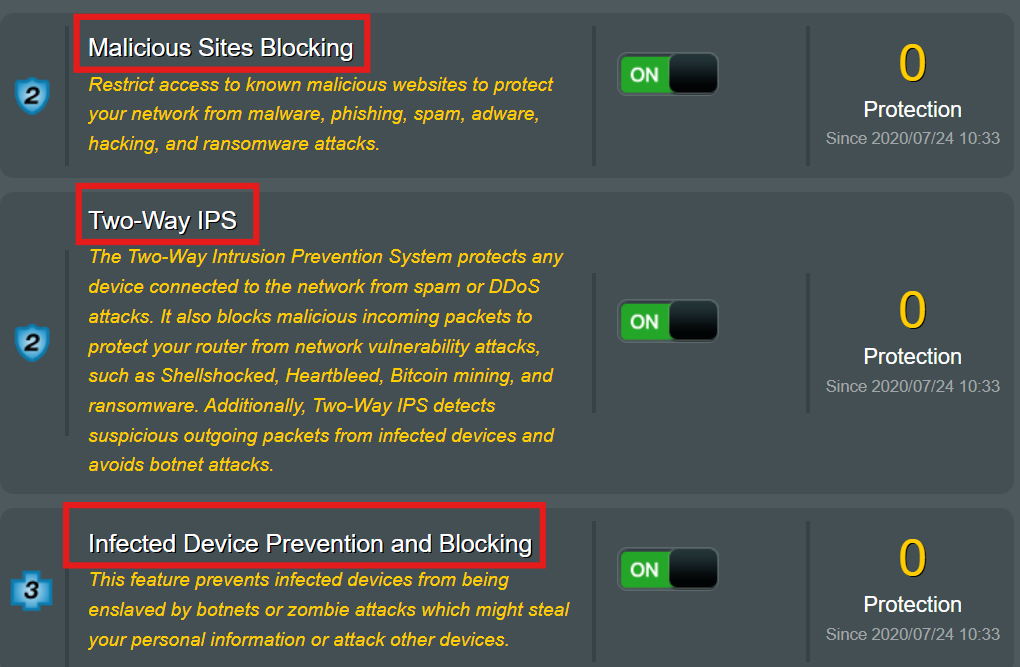 Malicious Sites Blocking
2
Restrict access to known malicious websites to protect
your network from malware, phishing, spam, adware,
hacking, and ransomware attacks.
ON
0
Protection
Since 2020/07/24 10:33
Two-Way IPS
2
The Two-Way Intrusion Prevention System protects any
device connected to the network from spam or DDoS
attacks. It also blocks malicious incoming packets to
protect your router from network vulnerability attacks,
such as Shellshocked, Heartbleed, Bitcoin mining, and
ransomware. Additionally, Two-Way IPS detects
suspicious outgoing packets from infected devices and
avoids botnet attacks.
ON
0
Protection
Since 2020/07/24 10:33
Infected Device Prevention and Blocking
3
This feature prevents infected devices from being
enslaved by botnets or zombie attacks which might steal
your personal information or attack other devices.
ON
0
Protection
Since 2020/07/24 10:33